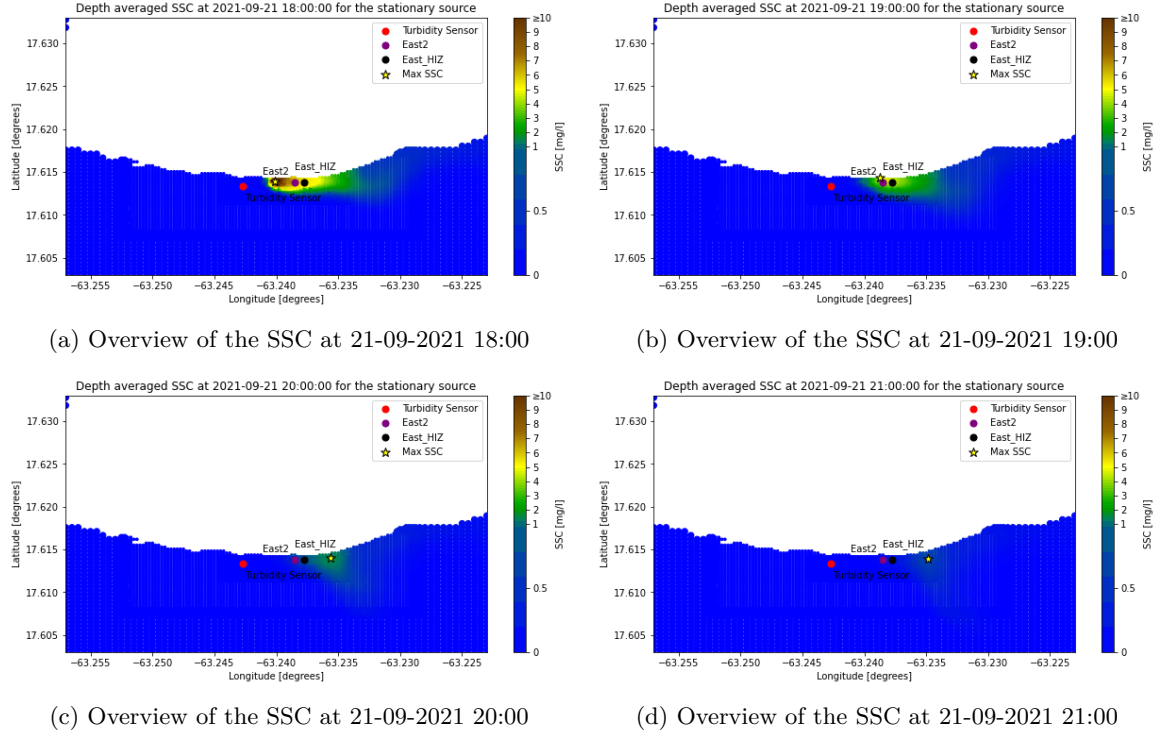 Depth averaged SSC at 2021-09-21 18:00:00 for the stationary source
17.630
17.625
17.620
17.615
17.610
17.605
Latitude [degrees]
Turbidity Sensor
East2
East_HIZ
Max SSC
East2
East_HIZ
Turbidity Sensor
−63.255 −63.250 −63.245 −63.240 −63.235 −63.230 −63.225
Longitude [degrees]
≥10
9
8
7
6
5
4
3
2
1
0.5
0
SSC [mg/l]
(a) Overview of the SSC at 21-09-2021 18:00
Depth averaged SSC at 2021-09-21 19:00:00 for the stationary source
17.630
17.625
17.620
17.615
17.610
17.605
Latitude [degrees]
Turbidity Sensor
East2
East_HIZ
Max SSC
East2
East_HIZ
Turbidity Sensor
−63.255 −63.250 −63.245 −63.240 −63.235 −63.230 −63.225
Longitude [degrees]
≥10
9
8
7
6
5
4
3
2
1
0.5
0
SSC [mg/l]
(b) Overview of the SSC at 21-09-2021 19:00
Depth averaged SSC at 2021-09-21 20:00:00 for the stationary source
17.630
17.625
17.620
17.615
17.610
17.605
Latitude [degrees]
Turbidity Sensor
East2
East_HIZ
Max SSC
East2
East_HIZ
Turbidity Sensor
−63.255 −63.250 −63.245 −63.240 −63.235 −63.230 −63.225
Longitude [degrees]
≥10
9
8
7
6
5
4
3
2
1
0.5
0
SSC [mg/l]
(c) Overview of the SSC at 21-09-2021 20:00
Depth averaged SSC at 2021-09-21 21:00:00 for the stationary source
17.630
17.625
17.620
17.615
17.610
17.605
Latitude [degrees]
Turbidity Sensor
East2
East_HIZ
Max SSC
East2
East_HIZ
Turbidity Sensor
−63.255 −63.250 −63.245 −63.240 −63.235 −63.230 −63.225
Longitude [degrees]
≥10
9
8
7
6
5
4
3
2
1
0.5
0
SSC [mg/l]
(d) Overview of the SSC at 21-09-2021 21:00